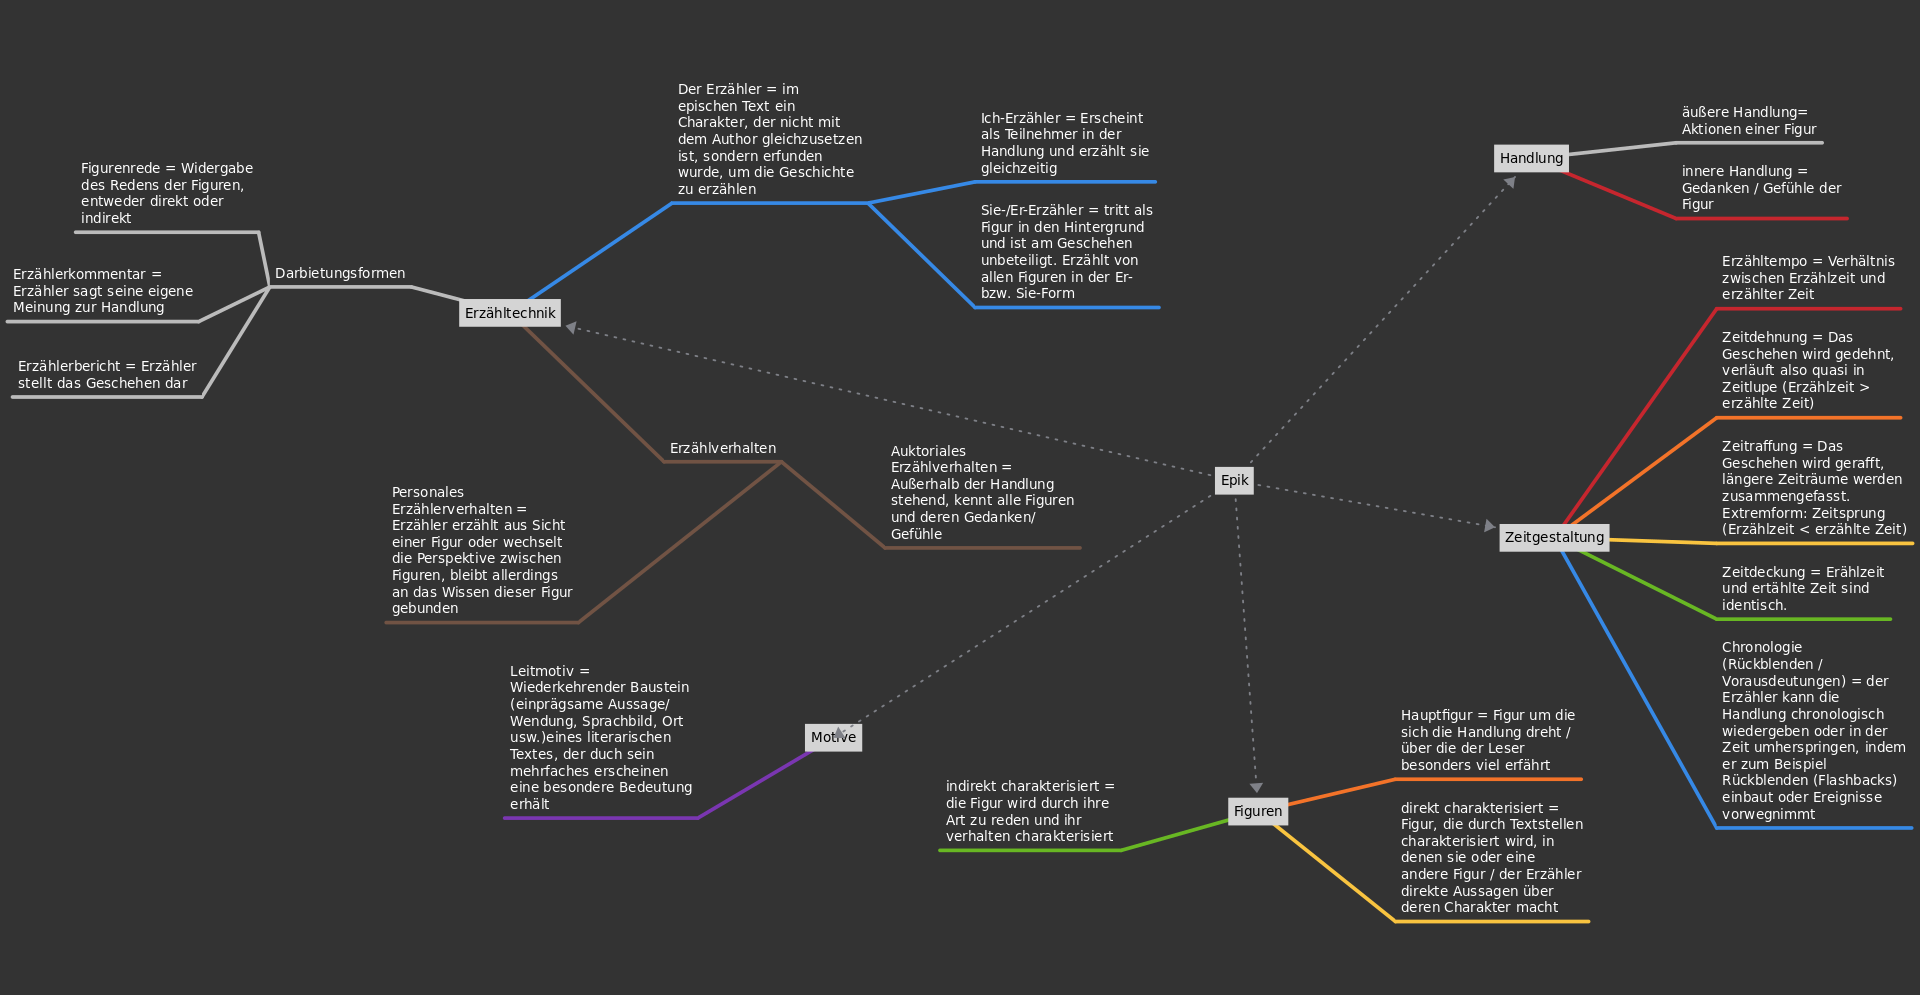 Der Erzähler = im
epischen Text ein
Charakter, der nicht mit
dem Author gleichzusetzen
ist, sondern erfunden
wurde, um die Geschichte
zu erzählen
Ich-Erzähler = Erscheint
als Teilnehmer in der
Handlung und erzählt sie
gleichzeitig
Sie-/Er-Erzähler = tritt als
Figur in den Hintergrund
und ist am Geschehen
unbeteiligt. Erzählt von
allen Figuren in der Er-
bzw. Sie-Form
Figurenrede = Widergabe
des Redens der Figuren,
entweder direkt oder
indirekt
Erzählerkommentar =
Erzähler sagt seine eigene
Meinung zur Handlung
Erzählerbericht = Erzähler
stellt das Geschehen dar
Darbietungsformen
Erzähltechnik
Erzählverhalten
Personales
Erzählerverhalten =
Erzähler erzählt aus Sicht
einer Figur oder wechselt
die Perspektive zwischen
Figuren, bleibt allerdings
an das Wissen dieser Figur
gebunden
Auktoriales
Erzählverhalten =
Außerhalb der Handlung
stehend, kennt alle Figuren
und deren Gedanken/
Gefühle
Epik
Handlung
äußere Handlung=
Aktionen einer Figur
innere Handlung =
Gedanken / Gefühle der
Figur
Zeitgestaltung
Erzähltempo = Verhältnis
zwischen Erzählzeit und
erzählter Zeit
Zeitdehnung = Das
Geschehen wird gedehnt,
verläuft also quasi in
Zeitlupe (Erzählzeit >
erzählte Zeit)
Zeitraffung = Das
Geschehen wird gerafft,
längere Zeiträume werden
zusammengefasst.
Extremform: Zeitsprung
(Erzählzeit < erzählte Zeit)
Zeitdeckung = Erählzeit
und ertählte Zeit sind
identisch.
Chronologie
(Rückblenden /
Vorausdeutungen) = der
Erzähler kann die
Handlung chronologisch
wiedergeben oder in der
Zeit umherspringen, indem
er zum Beispiel
Rückblenden (Flashbacks)
einbaut oder Ereignisse
vorwegnimmt
Motive
Leitmotiv =
Wiederkehrender Baustein
(einprägsame Aussage/
Wendung, Sprachbild, Ort
usw.)eines literarischen
Textes, der duch sein
mehrfaches erscheinen
eine besondere Bedeutung
erhält
Figuren
indirekt charakterisiert =
die Figur wird durch ihre
Art zu reden und ihr
verhalten charakterisiert
Hauptfigur = Figur um die
sich die Handlung dreht /
über die der Leser
besonders viel erfährt
direkt charakterisiert =
Figur, die durch Textstellen
charakterisiert wird, in
denen sie oder eine
andere Figur / der Erzähler
direkte Aussagen über
deren Charakter macht